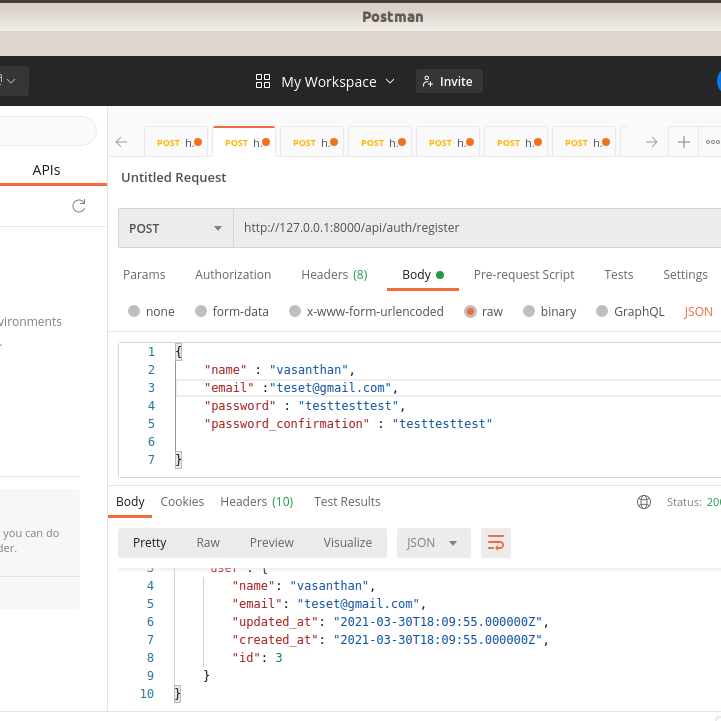 Postman
My Workspace
Invite
POST h. POST h. POST h. POST h. POST h. POST h. POST h.
APIs
Untitled Request
POST http://127.0.0.1:8000/api/auth/register
Params Authorization Headers (8) Body Pre-request Script Tests Settings
none form-data x-www-form-urlencoded raw binary GraphQL JSON
vironments
1 {
2 "name" : "vasanthan",
3 "email" :"teset@gmail.com",
4 "password" : "testtesttest",
5 "password_confirmation" : "testtesttest"
6
7 }
Body Cookies Headers (10) Test Results Status: 20
you can do
der.
Pretty Raw Preview Visualize JSON
3 "user": {
4 "name": "vasanthan",
5 "email": "teset@gmail.com",
6 "updated_at": "2021-03-30T18:09:55.000000Z",
7 "created_at": "2021-03-30T18:09:55.000000Z",
8 "id": 3
9 }
10 }